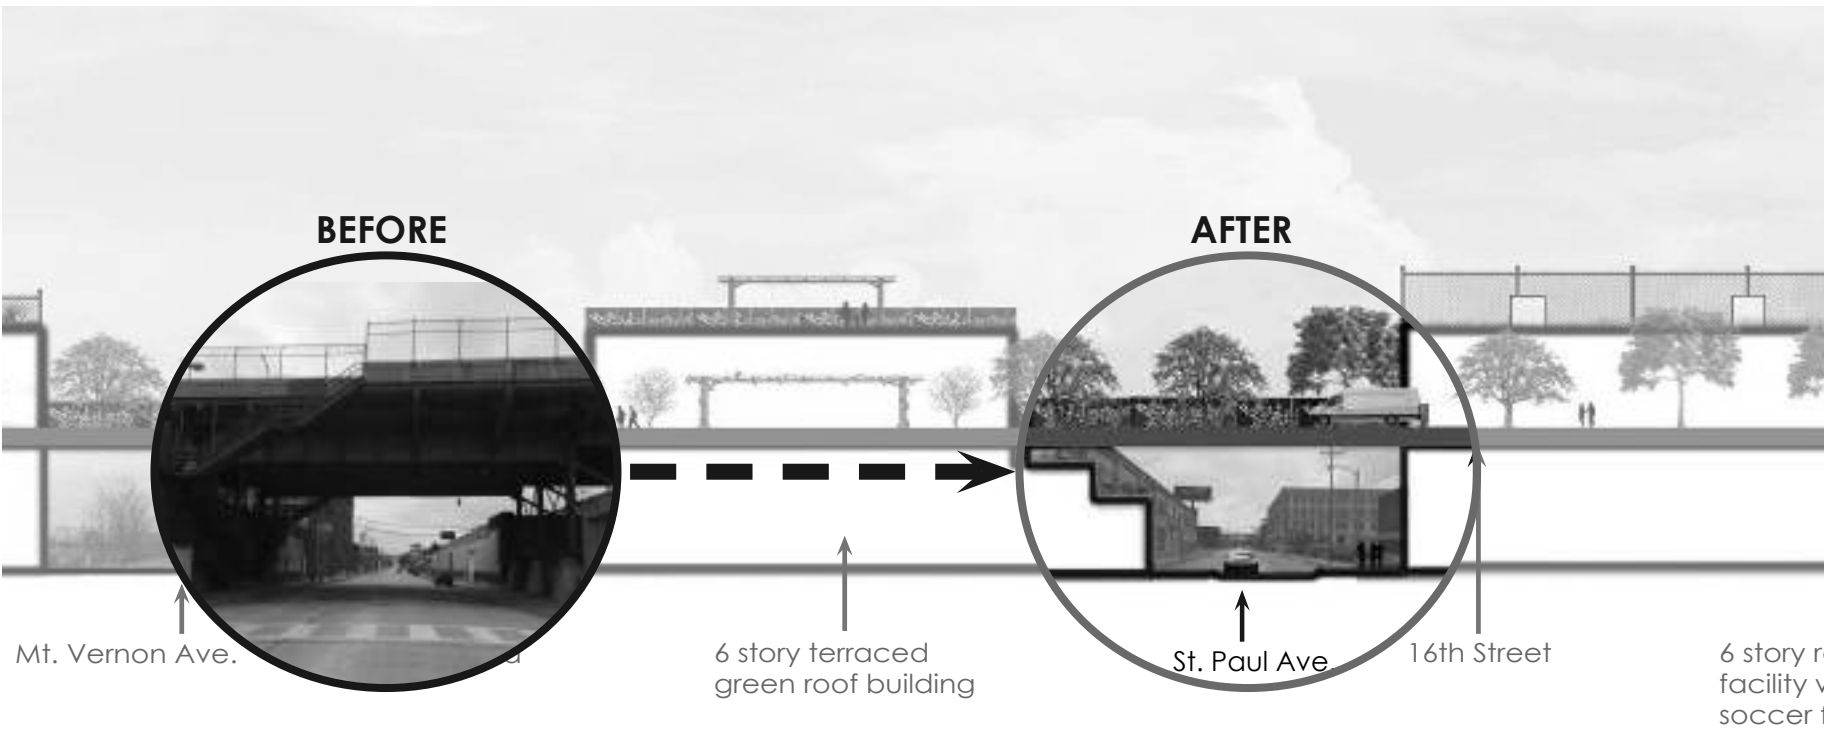 BEFORE
AFTER
Mt. Vernon Ave.
6 story terraced
green roof building
St. Paul Ave.
16th Street
6 story
facility
soccer